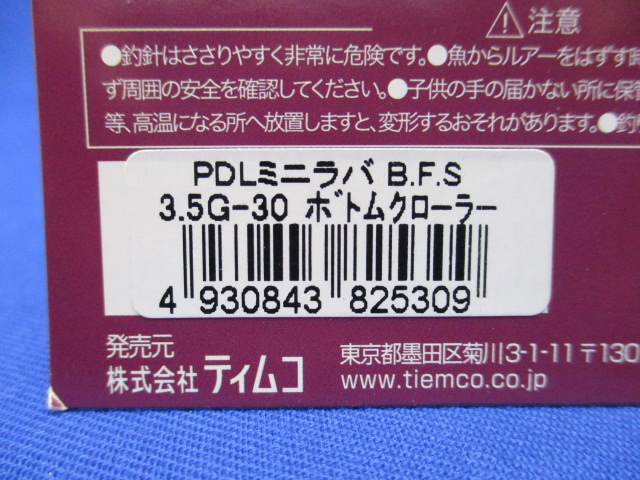 ⚠注意
●釣針はささりやすく非常に危険です。●魚からルアーをはずす
ず周囲の安全を確認してください。●子供の手の届かない所に保管
等、高温になる所へ放置しますと、変形するおそれがあります。●釣
PDLミニラバ B.F.S
3.5G-30 ボトムクローラー
4 930843 825309
発売元
株式会社 ティムコ
東京都墨田区菊川3-1-11 〒130
www.tiemco.co.jp